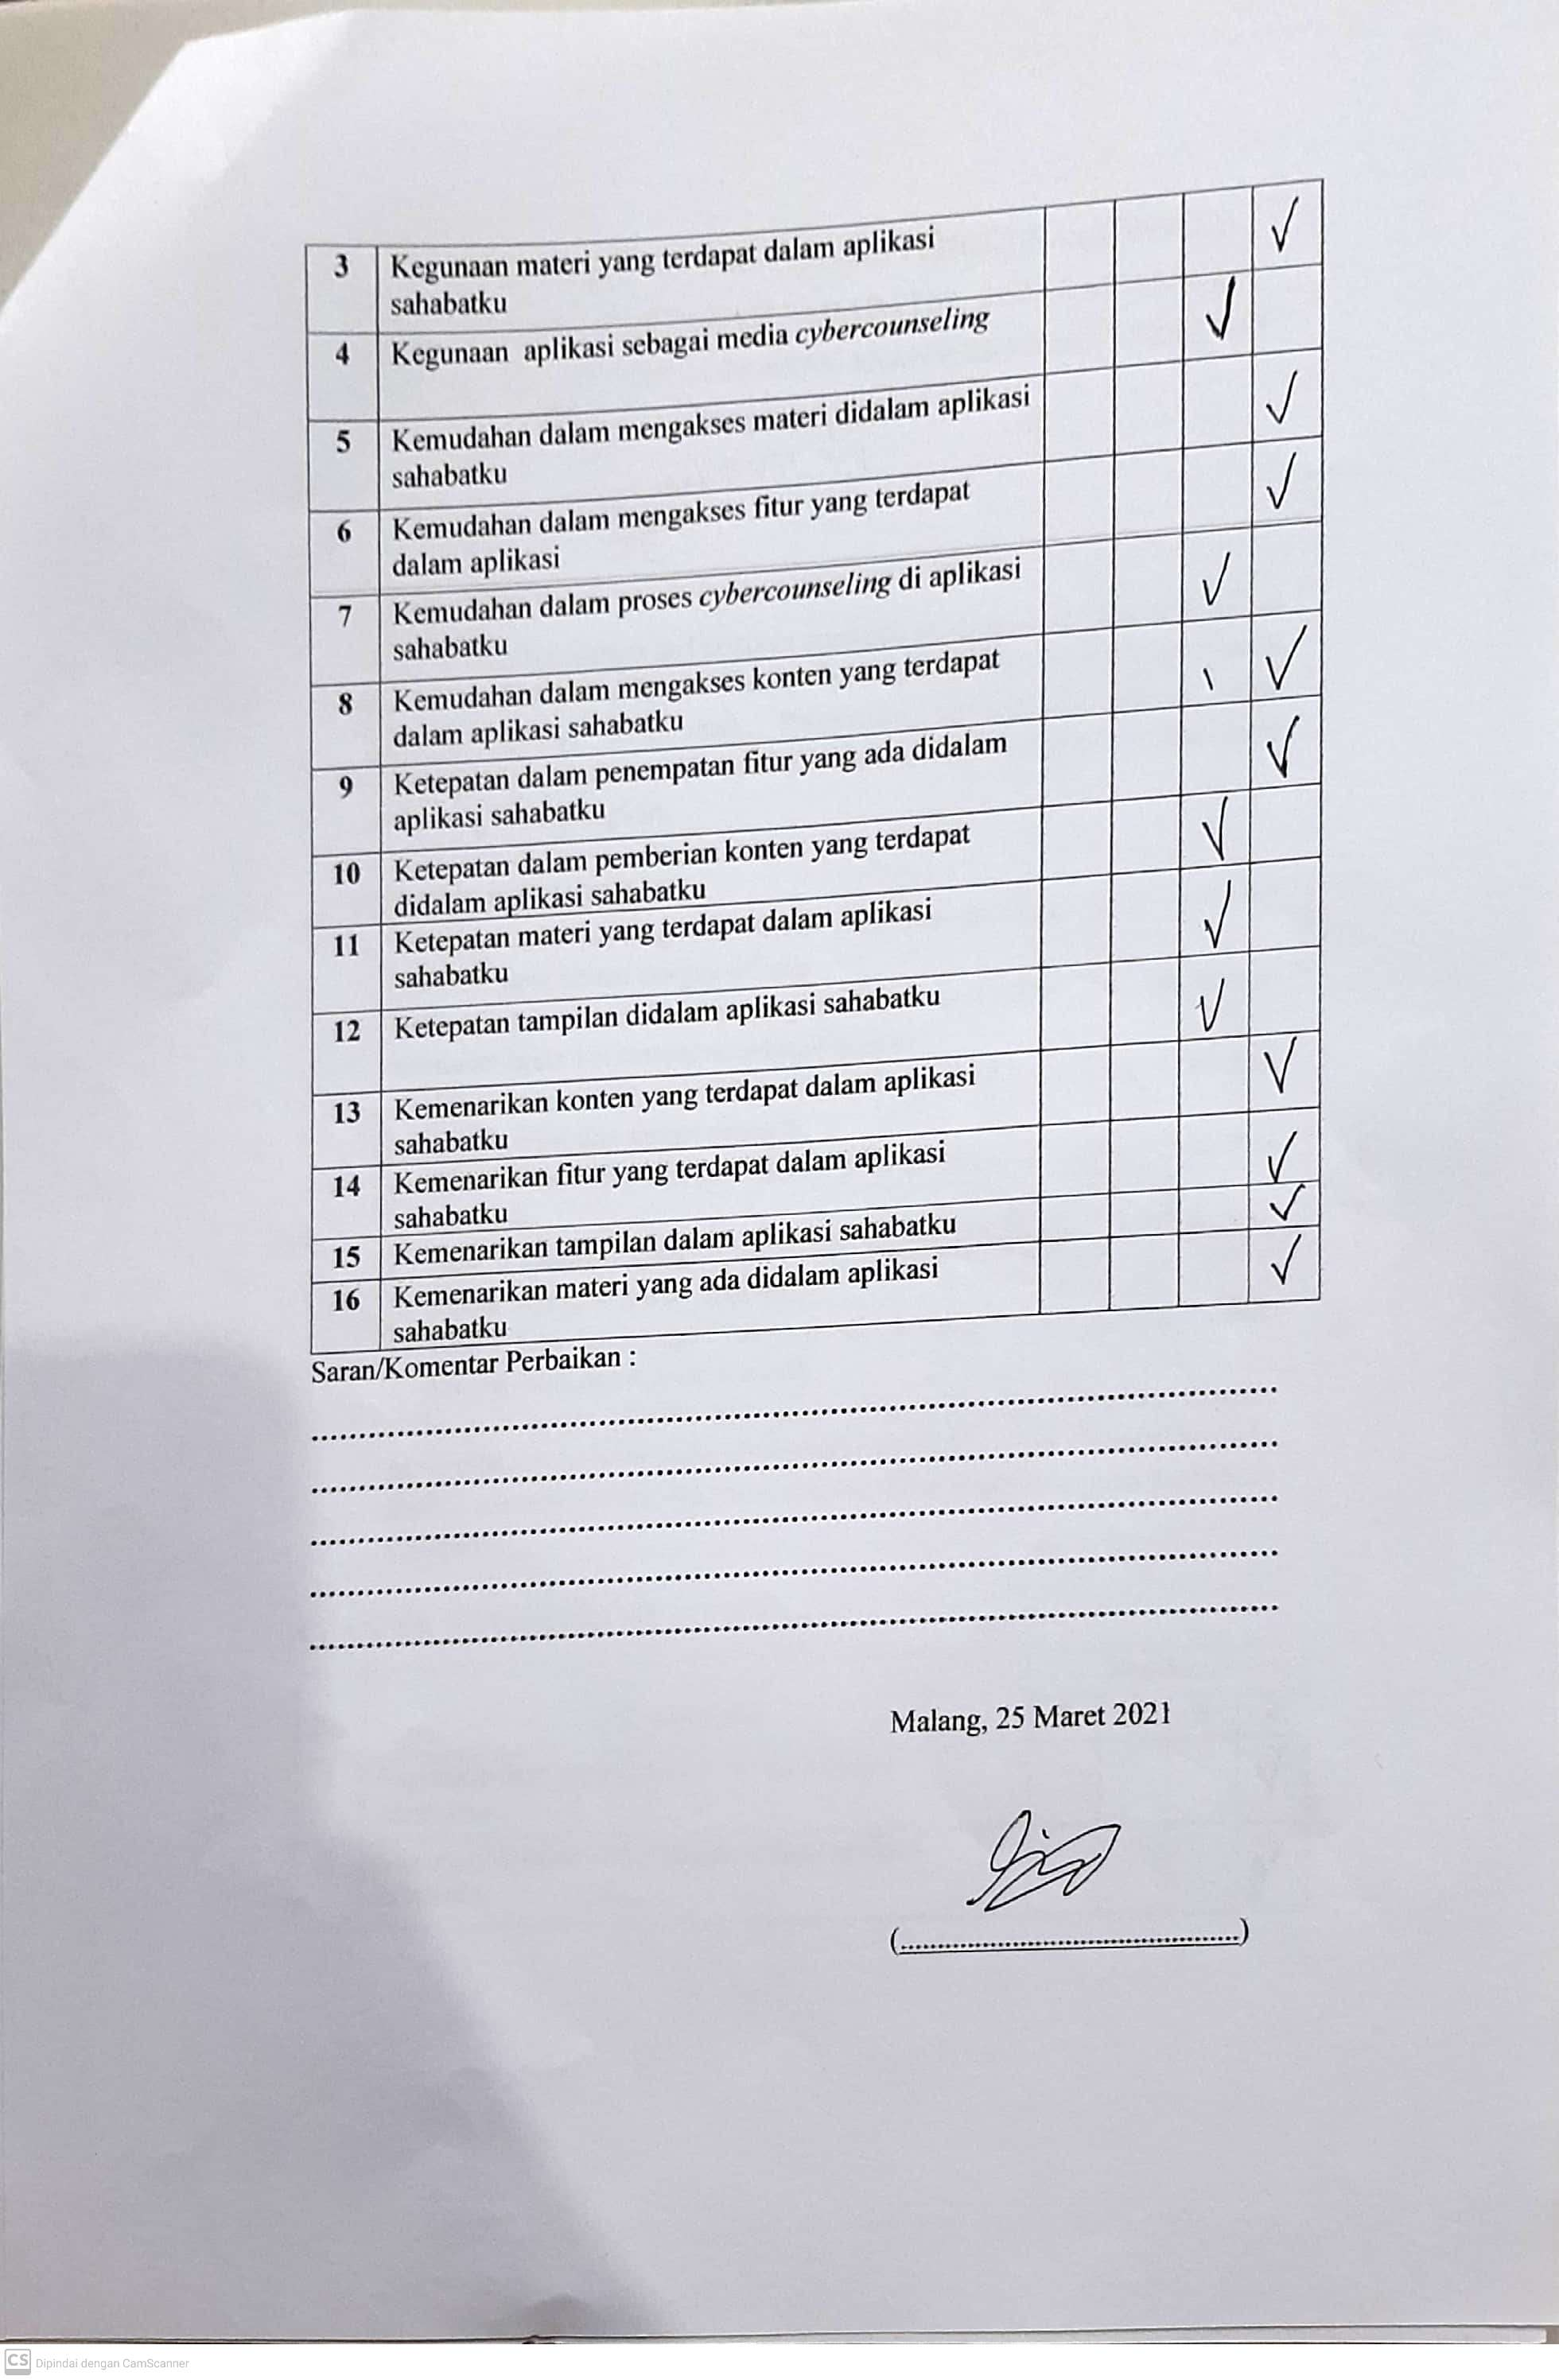 3 Kegunaan materi yang terdapat dalam aplikasi ✓
sahabatku
4 Kegunaan aplikasi sebagai media cybercounseling ✓
5 Kemudahan dalam mengakses materi didalam aplikasi ✓
sahabatku
6 Kemudahan dalam mengakses fitur yang terdapat ✓
dalam aplikasi
7 Kemudahan dalam proses cybercounseling di aplikasi ✓
sahabatku
8 Kemudahan dalam mengakses konten yang terdapat ✓
dalam aplikasi sahabatku
9 Ketepatan dalam penempatan fitur yang ada didalam ✓
aplikasi sahabatku
10 Ketepatan dalam pemberian konten yang terdapat ✓
didalam aplikasi sahabatku
11 Ketepatan materi yang terdapat dalam aplikasi ✓
sahabatku
12 Ketepatan tampilan didalam aplikasi sahabatku ✓
13 Kemenarikan konten yang terdapat dalam aplikasi ✓
sahabatku
14 Kemenarikan fitur yang terdapat dalam aplikasi ✓
sahabatku
15 Kemenarikan tampilan dalam aplikasi sahabatku ✓
16 Kemenarikan materi yang ada didalam aplikasi ✓
sahabatku
Saran/Komentar Perbaikan :
Malang, 25 Maret 2021
(............................................)
CS Dipindai dengan CamScanner